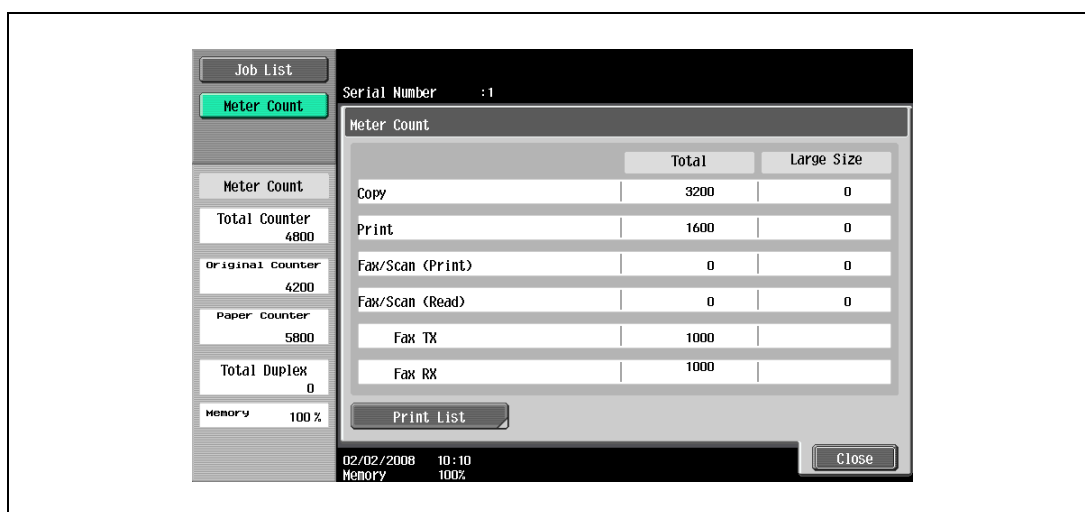 Job List
Meter Count
Meter Count
Total Counter
4800
Original Counter
4200
Paper Counter
5800
Total Duplex
0
Memory 100 %
Serial Number :1
Meter Count
Total Large Size
Copy 3200 0
Print 1600 0
Fax/Scan (Print) 0 0
Fax/Scan (Read) 0 0
Fax TX 1000
Fax RX 1000
Print List
02/02/2008 10:10
Memory 100%
Close